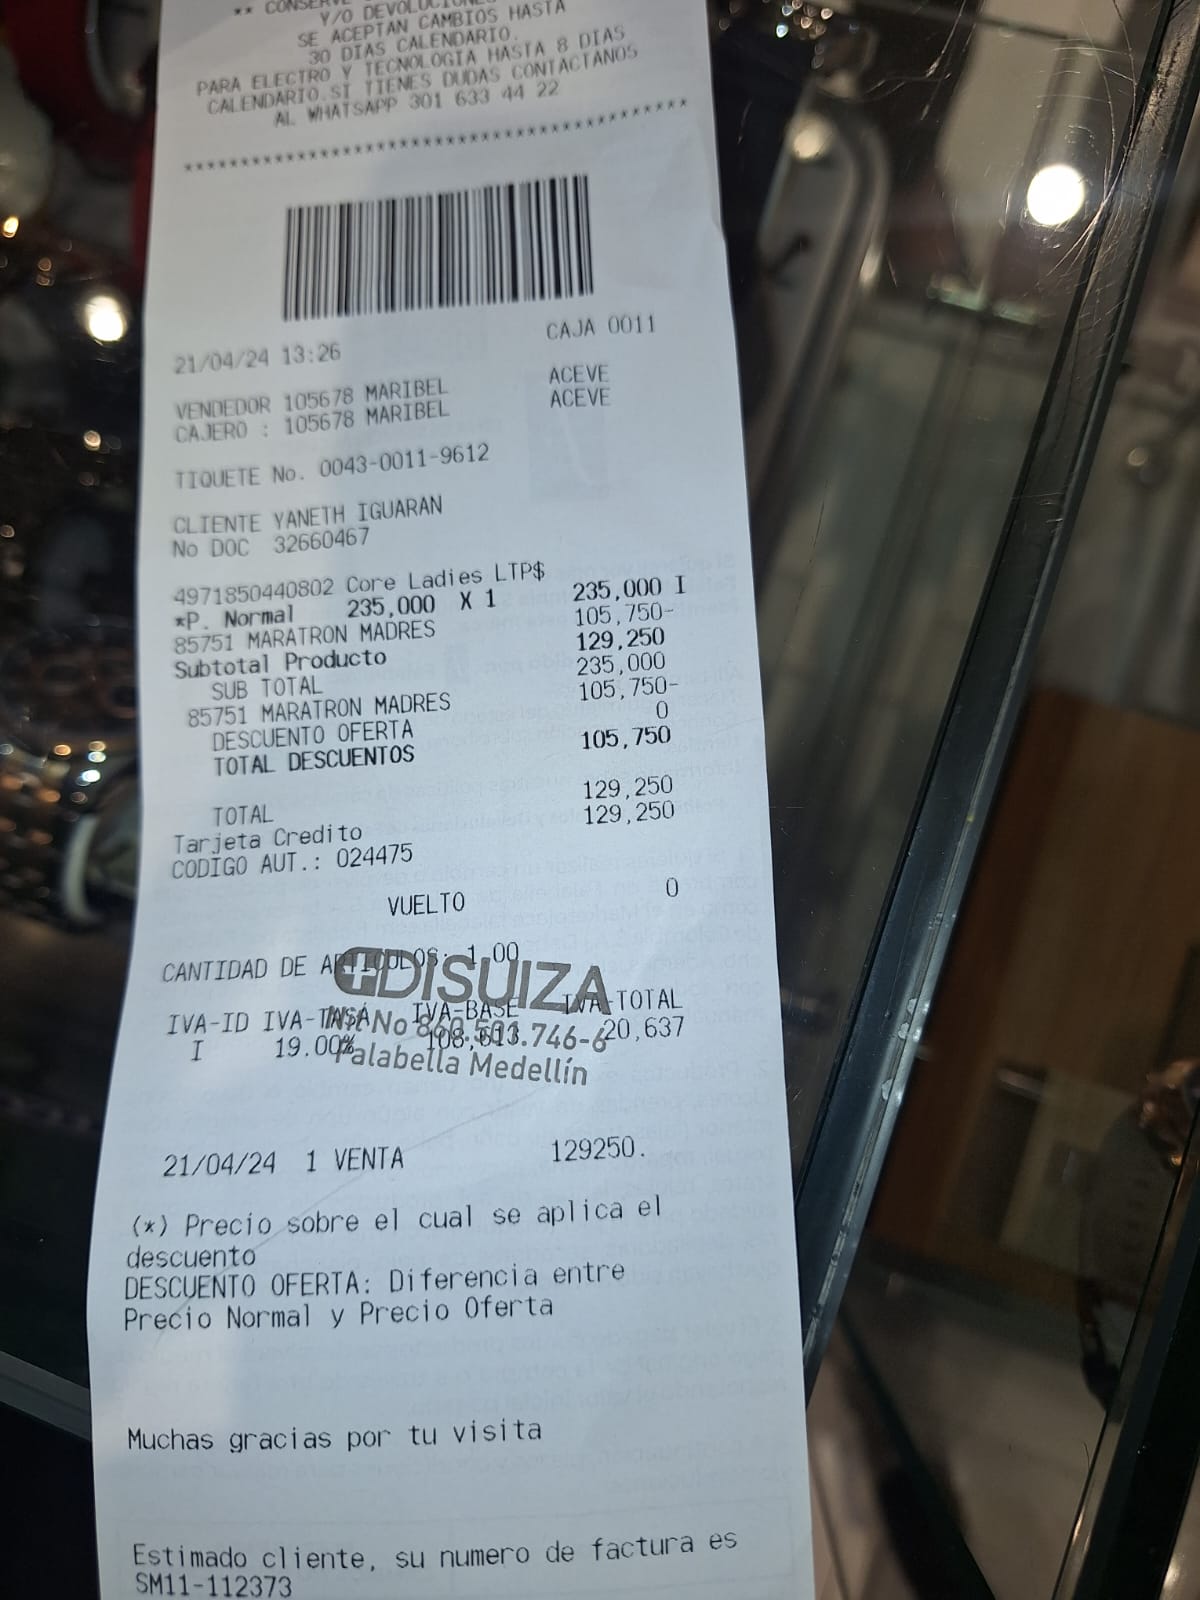 ** CONSERVE
Y/O DEVOLUCIONES
SE ACEPTAN CAMBIOS HASTA
30 DIAS CALENDARIO.
PARA ELECTRO Y TECNOLOGIA HASTA 8 DIAS
CALENDARIO.SI TIENES DUDAS CONTACTANOS
AL WHATSAPP 301 633 44 22
****************************************
21/04/24 13:26 CAJA 0011
VENDEDOR 105678 MARIBEL ACEVE
CAJERO : 105678 MARIBEL ACEVE
TIQUETE No. 0043-0011-9612
CLIENTE YANETH IGUARAN
No DOC 32660467
4971850440802 Core Ladies LTP$
*P. Normal 235,000 X 1 235,000 I
85751 MARATRON MADRES 105,750-
Subtotal Producto 129,250
SUB TOTAL 235,000
85751 MARATRON MADRES 105,750-
DESCUENTO OFERTA 0
TOTAL DESCUENTOS 105,750
TOTAL 129,250
Tarjeta Credito 129,250
CODIGO AUT.: 024475
VUELTO 0
CANTIDAD DE ARTICULOS: 1.00
DISUIZA
IVA-ID IVA-TASA IVA-BASE IVA-TOTAL
Nit No 860.501.746-6
I 19.00% 108,613 20,637
Falabella Medellín
21/04/24 1 VENTA 129250.
(*) Precio sobre el cual se aplica el
descuento
DESCUENTO OFERTA: Diferencia entre
Precio Normal y Precio Oferta
Muchas gracias por tu visita
Estimado cliente, su numero de factura es
SM11-112373